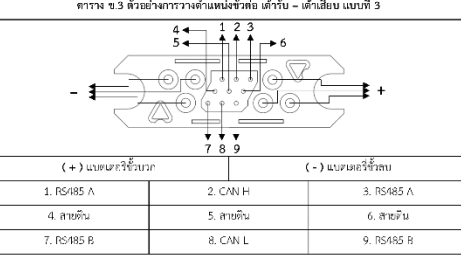 ตาราง ข.3 ตัวอย่างการวางตำแหน่งขั้วต่อ เต้ารับ – เต้าเสียบ แบบที่ 3
1 2 3
4
5
6
-
+
7 8 9
(+) แบตเตอรี่ขั้วบวก (-) แบตเตอรี่ขั้วลบ
1. RS485 A 2. CAN H 3. RS485 A
4. สายดิน 5. สายดิน 6. สายดิน
7. RS485 B 8. CAN L 9. RS485 B